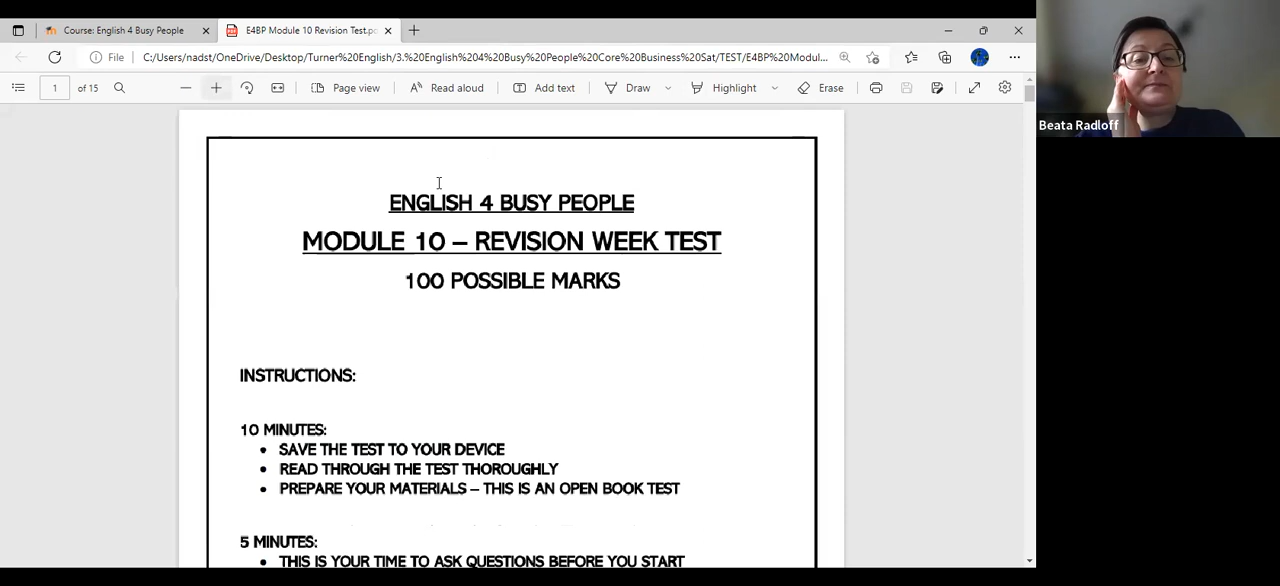 Course: English 4 Busy People
E4BP Module 10 Revision Test.pc
File
C:/Users/nadst/OneDrive/Desktop/Turner%20English/3.%20English%204%20Busy%20People%20Core%20Business%20Sat/TEST/E4BP%20Modul...
1 of 15
Page view
Read aloud
Add text
Draw
Highlight
Erase
ENGLISH 4 BUSY PEOPLE
MODULE 10 – REVISION WEEK TEST
100 POSSIBLE MARKS
INSTRUCTIONS:
10 MINUTES:
• SAVE THE TEST TO YOUR DEVICE
• READ THROUGH THE TEST THOROUGHLY
• PREPARE YOUR MATERIALS – THIS IS AN OPEN BOOK TEST
5 MINUTES:
• THIS IS YOUR TIME TO ASK QUESTIONS BEFORE YOU START
Beata Radloff